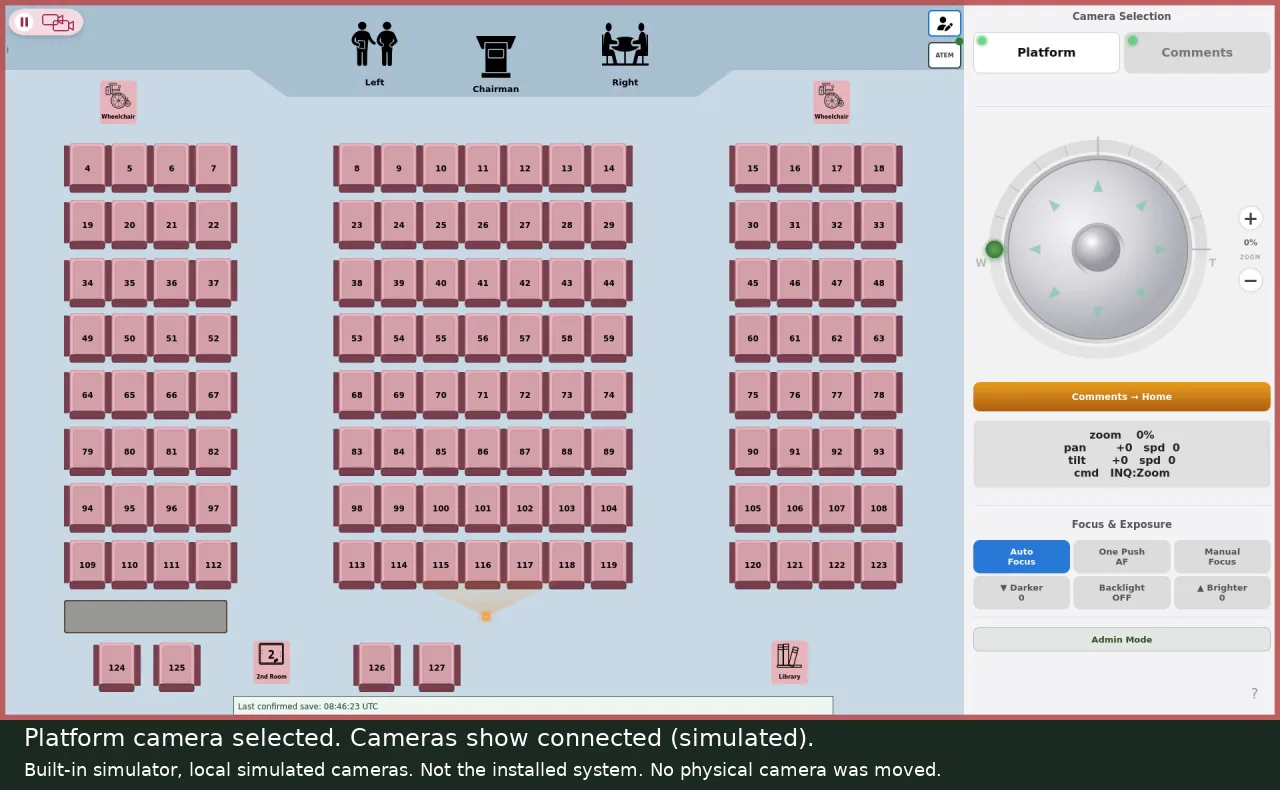 Left
Chairman
Right
ATEM
Wheelchair
Wheelchair
4 5 6 7 8 9 10 11 12 13 14 15 16 17 18
19 20 21 22 23 24 25 26 27 28 29 30 31 32 33
34 35 36 37 38 39 40 41 42 43 44 45 46 47 48
49 50 51 52 53 54 55 56 57 58 59 60 61 62 63
64 65 66 67 68 69 70 71 72 73 74 75 76 77 78
79 80 81 82 83 84 85 86 87 88 89 90 91 92 93
94 95 96 97 98 99 100 101 102 103 104 105 106 107 108
109 110 111 112 113 114 115 116 117 118 119 120 121 122 123
124 125 126 127
2
2nd Room
Library
Last confirmed save: 08:46:23 UTC
Camera Selection
Platform
Comments
W
T
+
0%
ZOOM
−
Comments → Home
zoom 0%
pan +0 spd 0
tilt +0 spd 0
cmd INQ:Zoom
Focus & Exposure
Auto
Focus
One Push
AF
Manual
Focus
▼ Darker
0
Backlight
OFF
▲ Brighter
0
Admin Mode
?
Platform camera selected. Cameras show connected (simulated).
Built-in simulator, local simulated cameras. Not the installed system. No physical camera was moved.